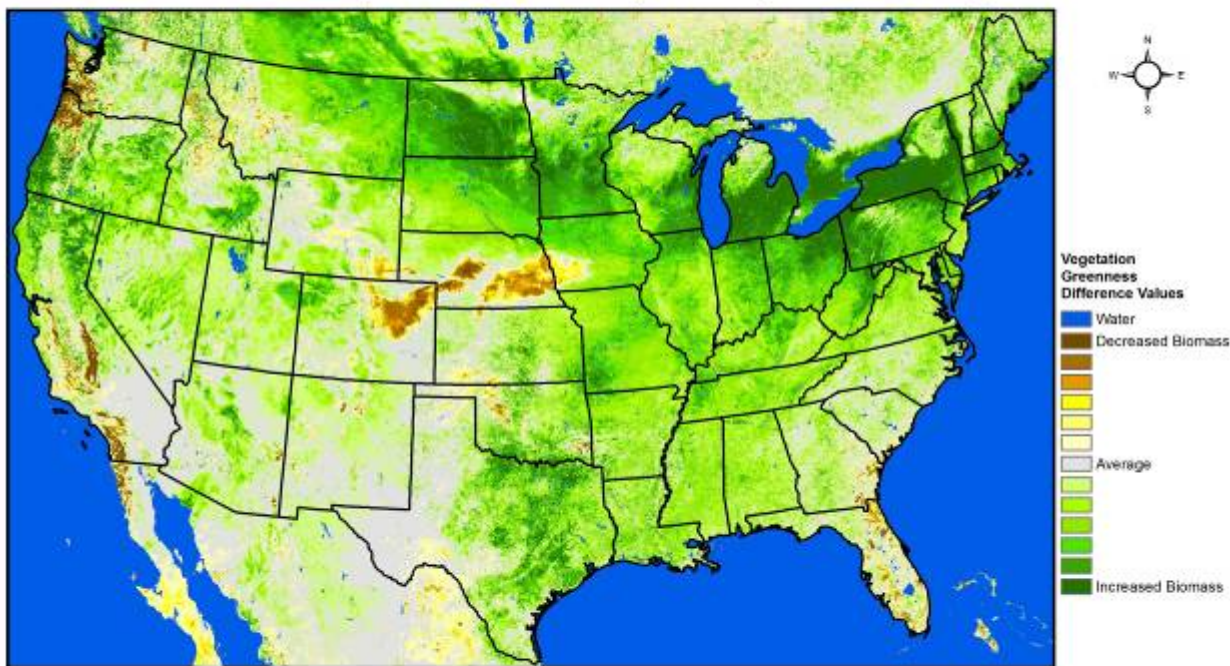 N
W E
S
Vegetation
Greenness
Difference Values
Water
Decreased Biomass
Average
Increased Biomass